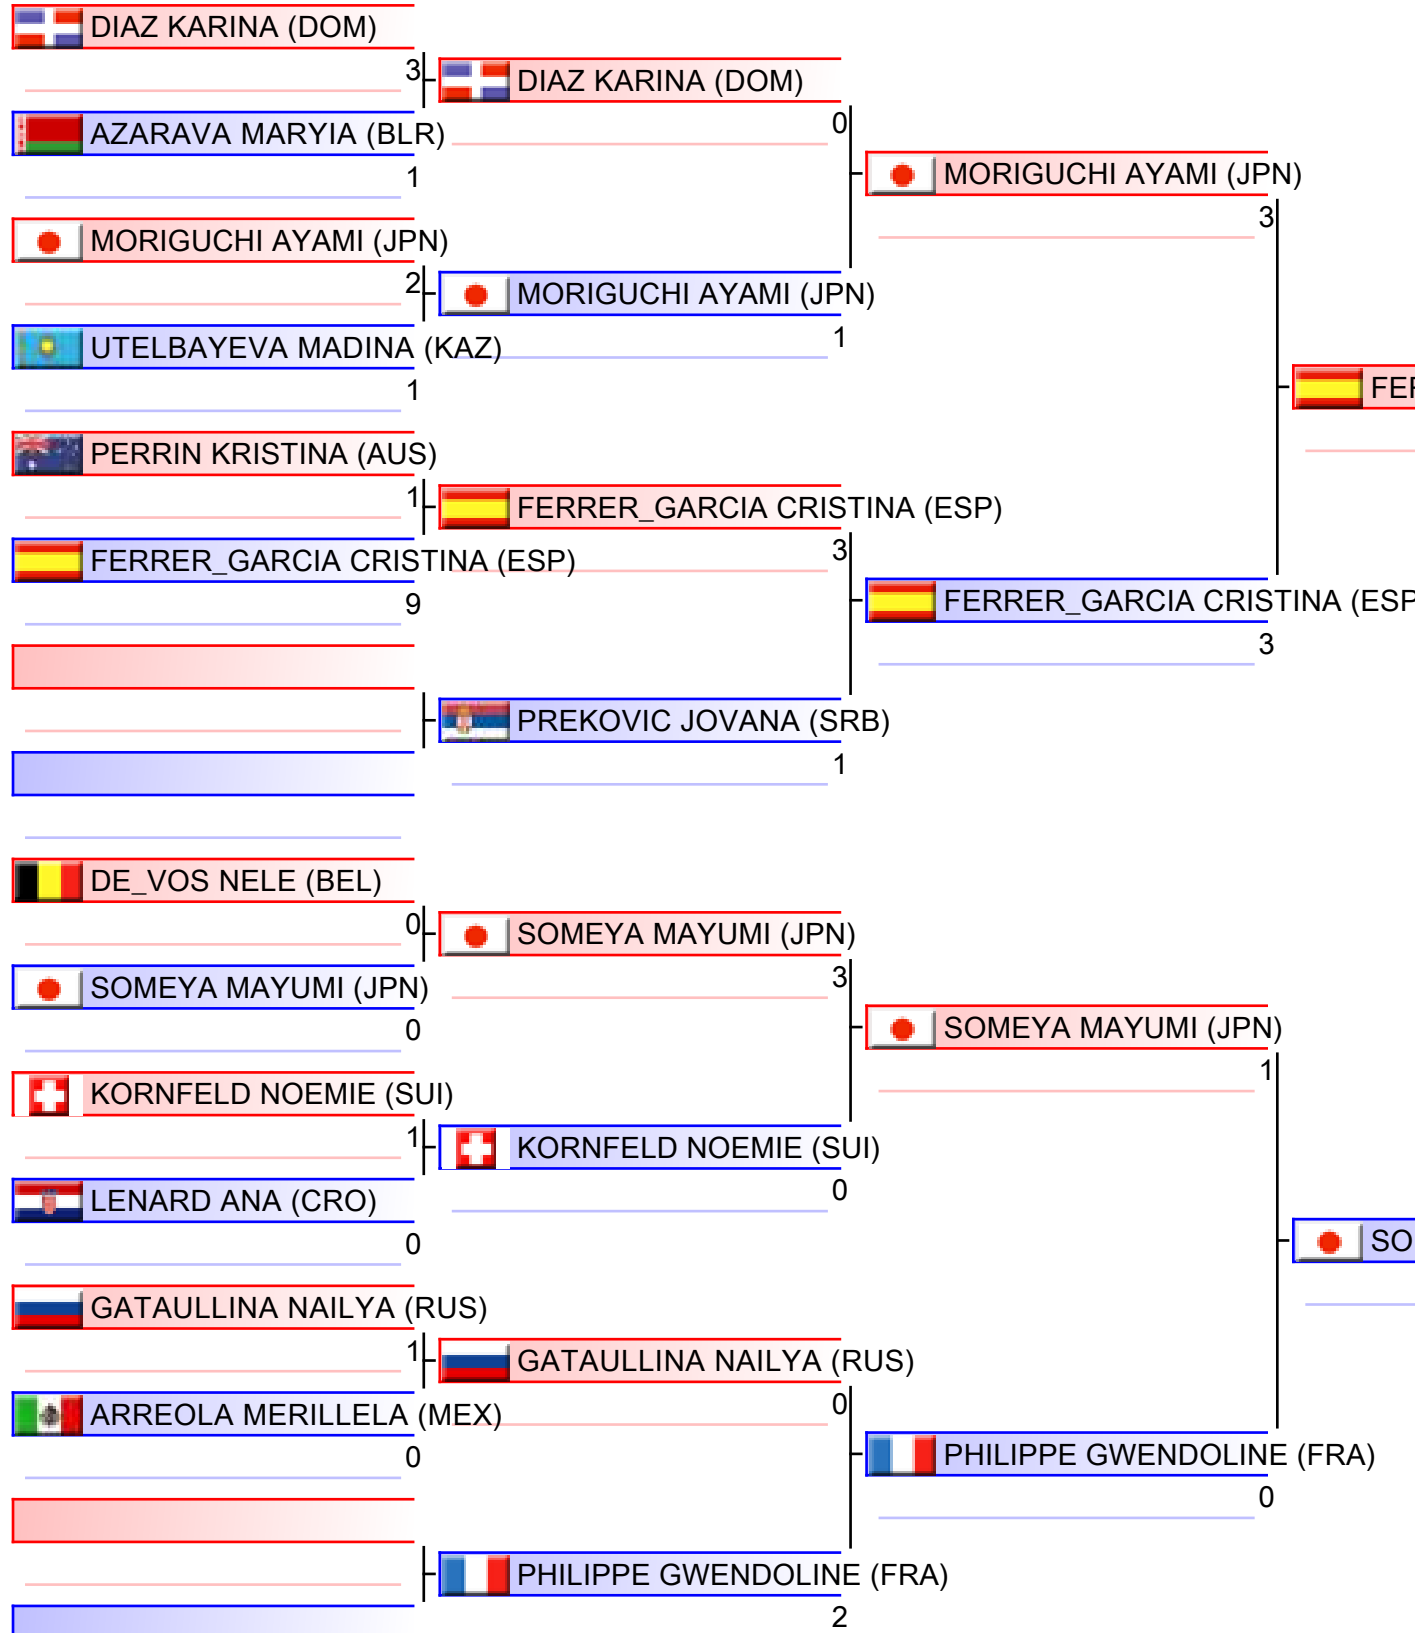 DIAZ KARINA (DOM)
3
DIAZ KARINA (DOM)
0
AZARAVA MARYIA (BLR)
1
MORIGUCHI AYAMI (JPN)
3
MORIGUCHI AYAMI (JPN)
2
MORIGUCHI AYAMI (JPN)
1
UTELBAYEVA MADINA (KAZ)
1
PERRIN KRISTINA (AUS)
1
FERRER_GARCIA CRISTINA (ESP)
3
FERRER_GARCIA CRISTINA (ESP)
9
FERRER_GARCIA CRISTINA (ESP
3
PREKOVIC JOVANA (SRB)
1
DE_VOS NELE (BEL)
0
SOMEYA MAYUMI (JPN)
3
SOMEYA MAYUMI (JPN)
0
SOMEYA MAYUMI (JPN)
1
KORNFELD NOEMIE (SUI)
1
KORNFELD NOEMIE (SUI)
0
LENARD ANA (CRO)
0
SO
GATAULLINA NAILYA (RUS)
1
GATAULLINA NAILYA (RUS)
0
ARREOLA MERILLELA (MEX)
0
PHILIPPE GWENDOLINE (FRA)
0
PHILIPPE GWENDOLINE (FRA)
2